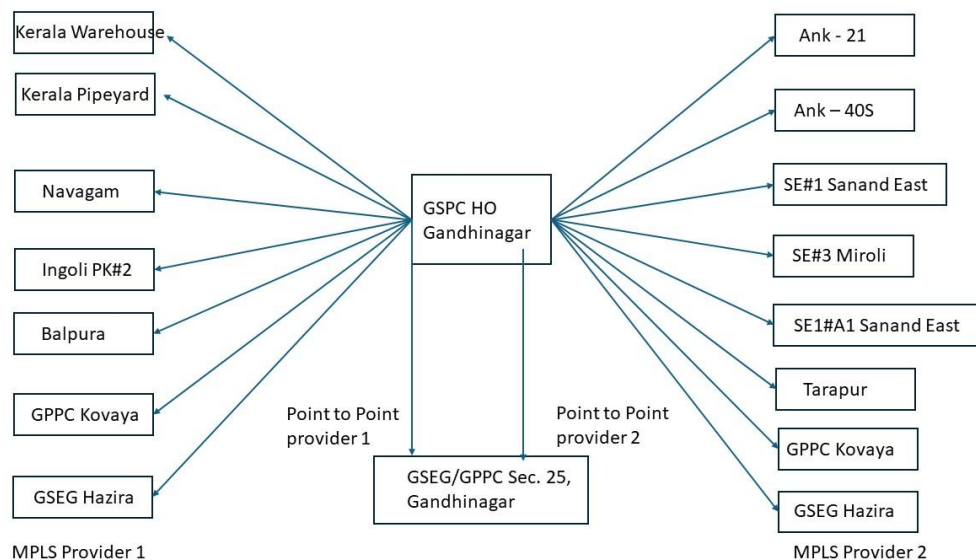 Kerala Warehouse
Kerala Pipeyard
Navagam
Ingoli PK#2
Balpura
GPPC Kovaya
GSEG Hazira
MPLS Provider 1
GSPC HO
Gandhinagar
Point to Point
provider 1
Point to Point
provider 2
GSEG/GPPC Sec. 25,
Gandhinagar
Ank - 21
Ank – 40S
SE#1 Sanand East
SE#3 Miroli
SE1#A1 Sanand East
Tarapur
GPPC Kovaya
GSEG Hazira
MPLS Provider 2